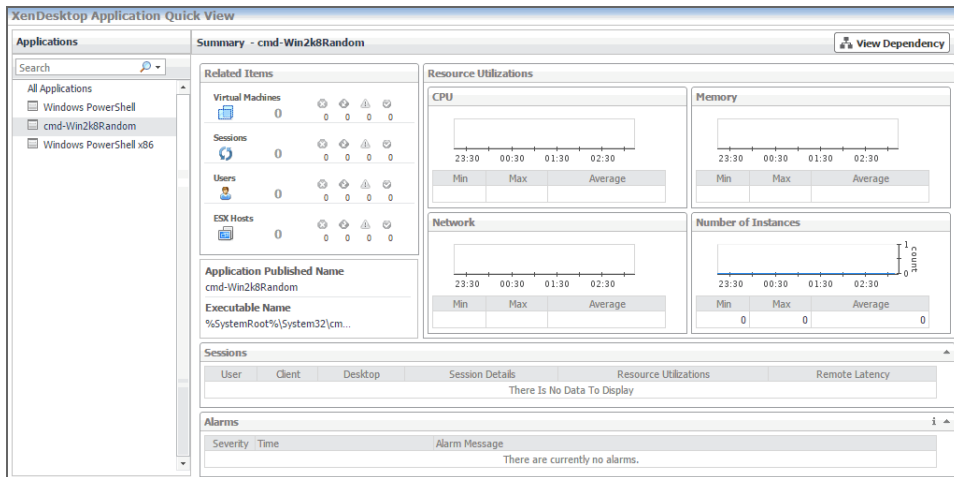 XenDesktop Application Quick View
Applications
Search
All Applications
Windows PowerShell
cmd-Win2k8Random
Windows PowerShell x86
Summary - cmd-Win2k8Random
View Dependency
Related Items
Virtual Machines
0 0 0 0 0
Sessions
0 0 0 0 0
Users
0 0 0 0 0
ESX Hosts
0 0 0 0 0
Application Published Name
cmd-Win2k8Random
Executable Name
%SystemRoot%\System32\cm...
Resource Utilizations
CPU
23:30 00:30 01:30 02:30
Min Max Average
Memory
23:30 00:30 01:30 02:30
Min Max Average
Network
23:30 00:30 01:30 02:30
Min Max Average
Number of Instances
1
count
0
23:30 00:30 01:30 02:30
Min Max Average
0 0 0
Sessions
User Client Desktop Session Details Resource Utilizations Remote Latency
There Is No Data To Display
Alarms
i
Severity Time Alarm Message
There are currently no alarms.